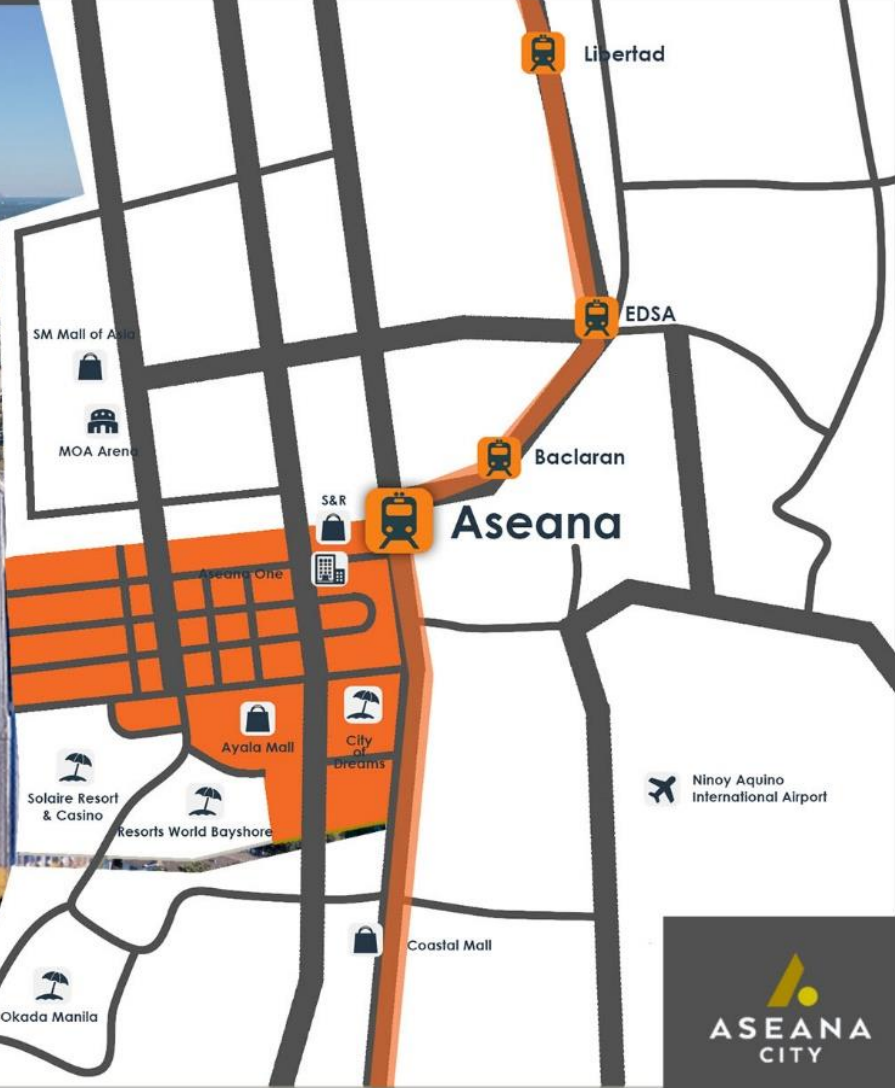 Libertad
EDSA
SM Mall of Asia
MOA Arena
Baclaran
S&R
Aseana
Aseana One
Ayala Mall
City
of
Dreams
Solaire Resort
& Casino
Resorts World Bayshore
Ninoy Aquino
International Airport
Coastal Mall
Okada Manila
ASEANA
CITY